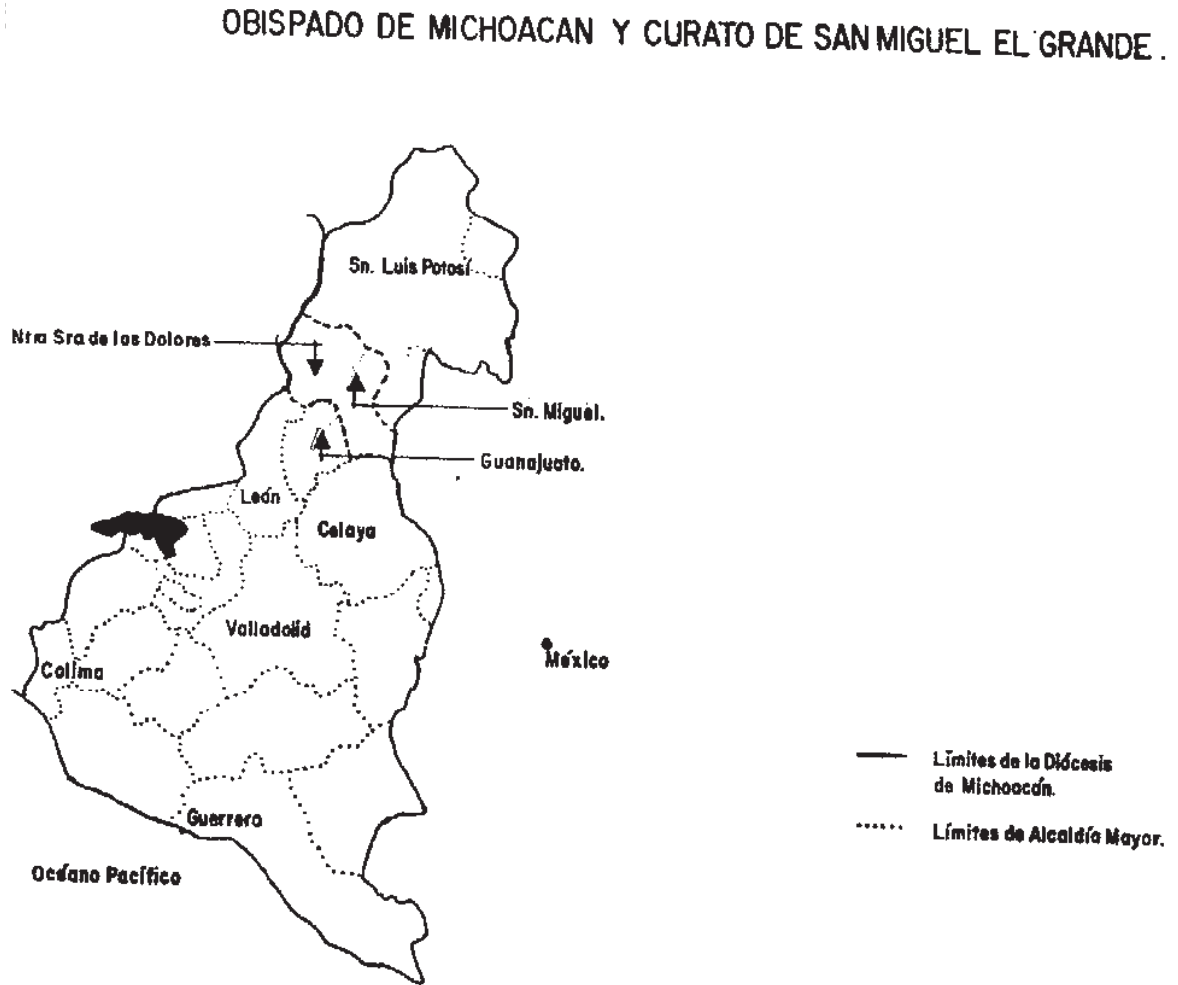 OBISPADO DE MICHOACAN Y CURATO DE SAN MIGUEL EL GRANDE.
Sn. Luis Potosí
Ntra Sra de los Dolores
Sn. Miguel.
Guanajuato.
León
Celaya
Valladolid
México
Colima
Límites de la Diócesis
de Michoacán.
Guerrero
Límites de Alcaldía Mayor.
Océano Pacífico